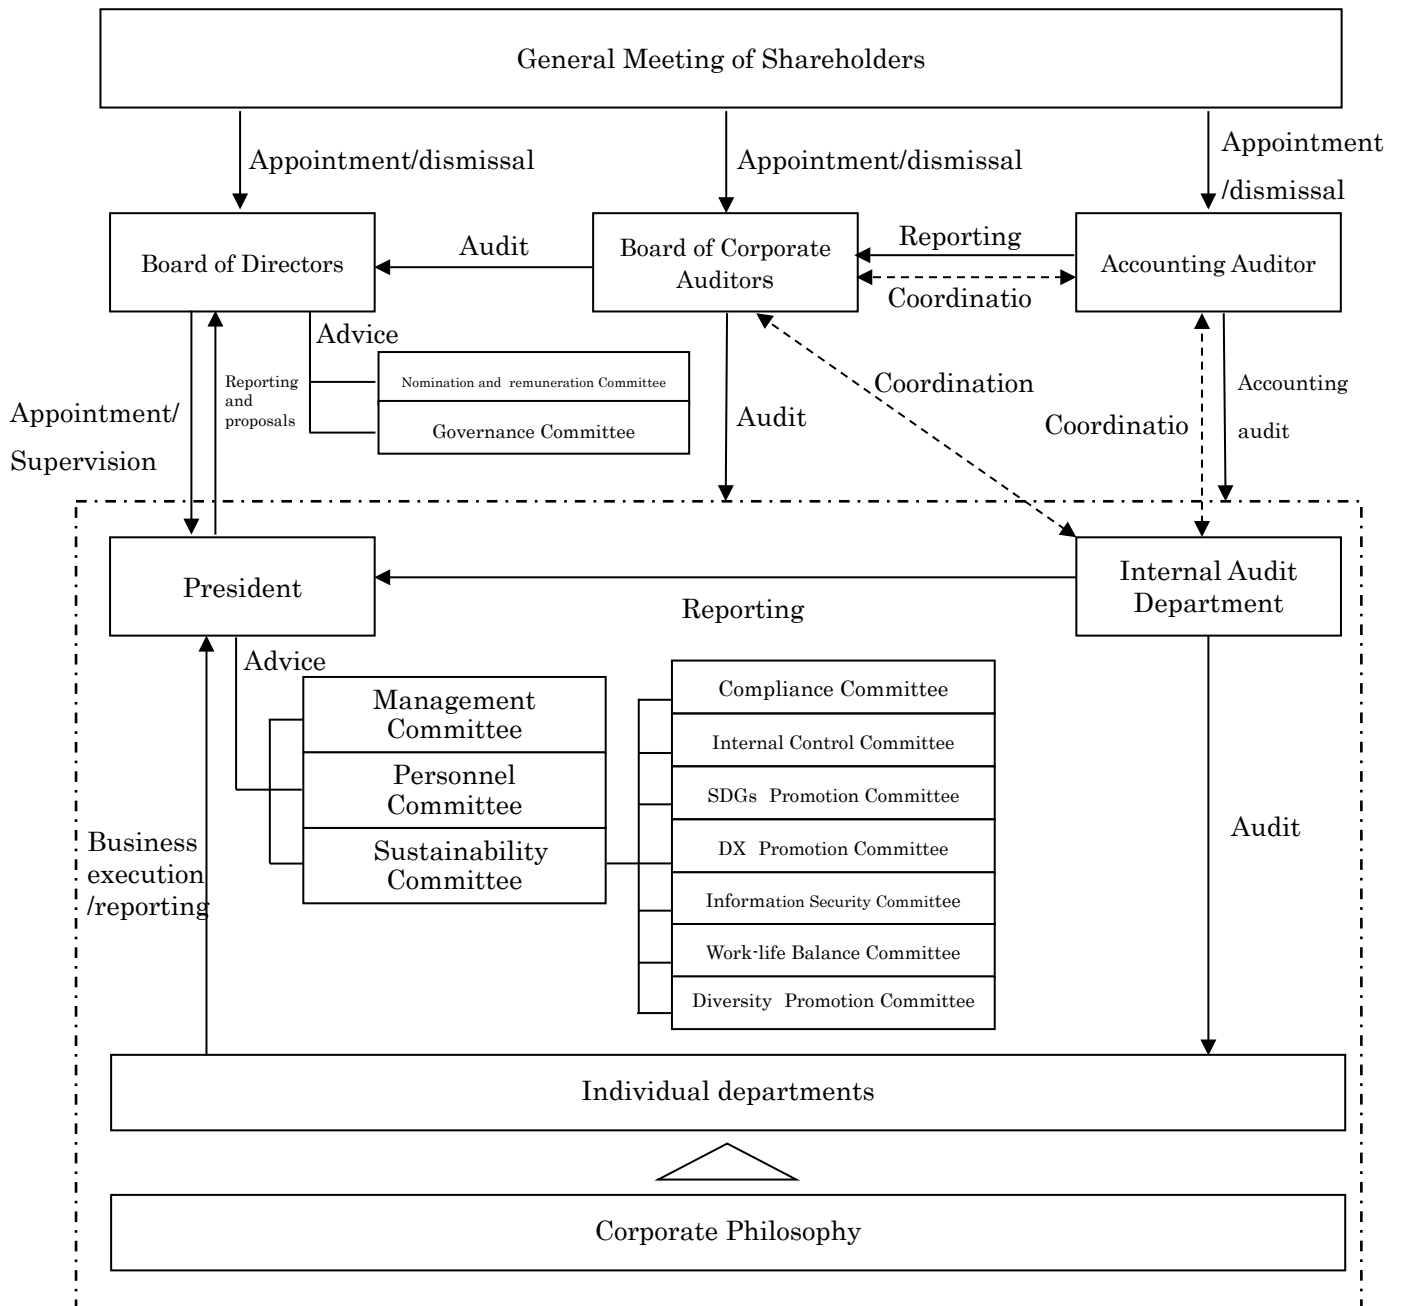 General Meeting of Shareholders
Appointment/dismissal
Appointment/dismissal
Appointment
/dismissal
Board of Directors
Audit
Board of Corporate
Auditors
Reporting
Coordinatio
Accounting Auditor
Advice
Reporting
and
proposals
Nomination and remuneration Committee
Governance Committee
Appointment/
Supervision
Audit
Coordination
Coordinatio
Accounting
audit
President
Reporting
Internal Audit
Department
Advice
Management
Committee
Personnel
Committee
Sustainability
Committee
Compliance Committee
Internal Control Committee
SDGs Promotion Committee
DX Promotion Committee
Information Security Committee
Work-life Balance Committee
Diversity Promotion Committee
Business
execution
/reporting
Audit
Individual departments
Corporate Philosophy